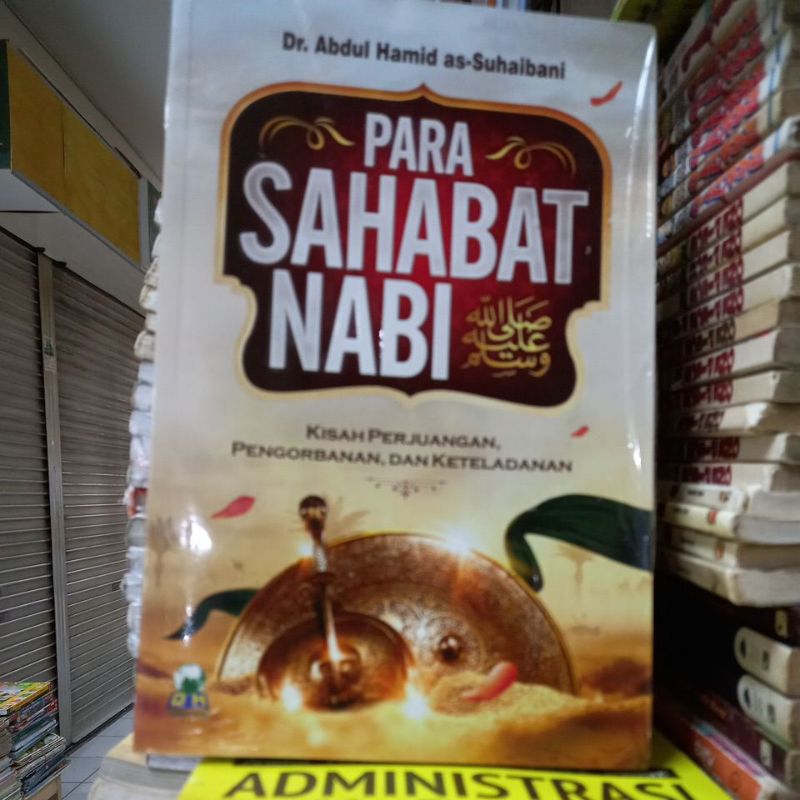 Dr. Abdul Hamid as-Suhaibani
PARA
SAHABAT
NABI
صلى الله
عليه
وسلم
KISAH PERJUANGAN,
PENGORBANAN, DAN KETELADANAN
ADMINISTRASI